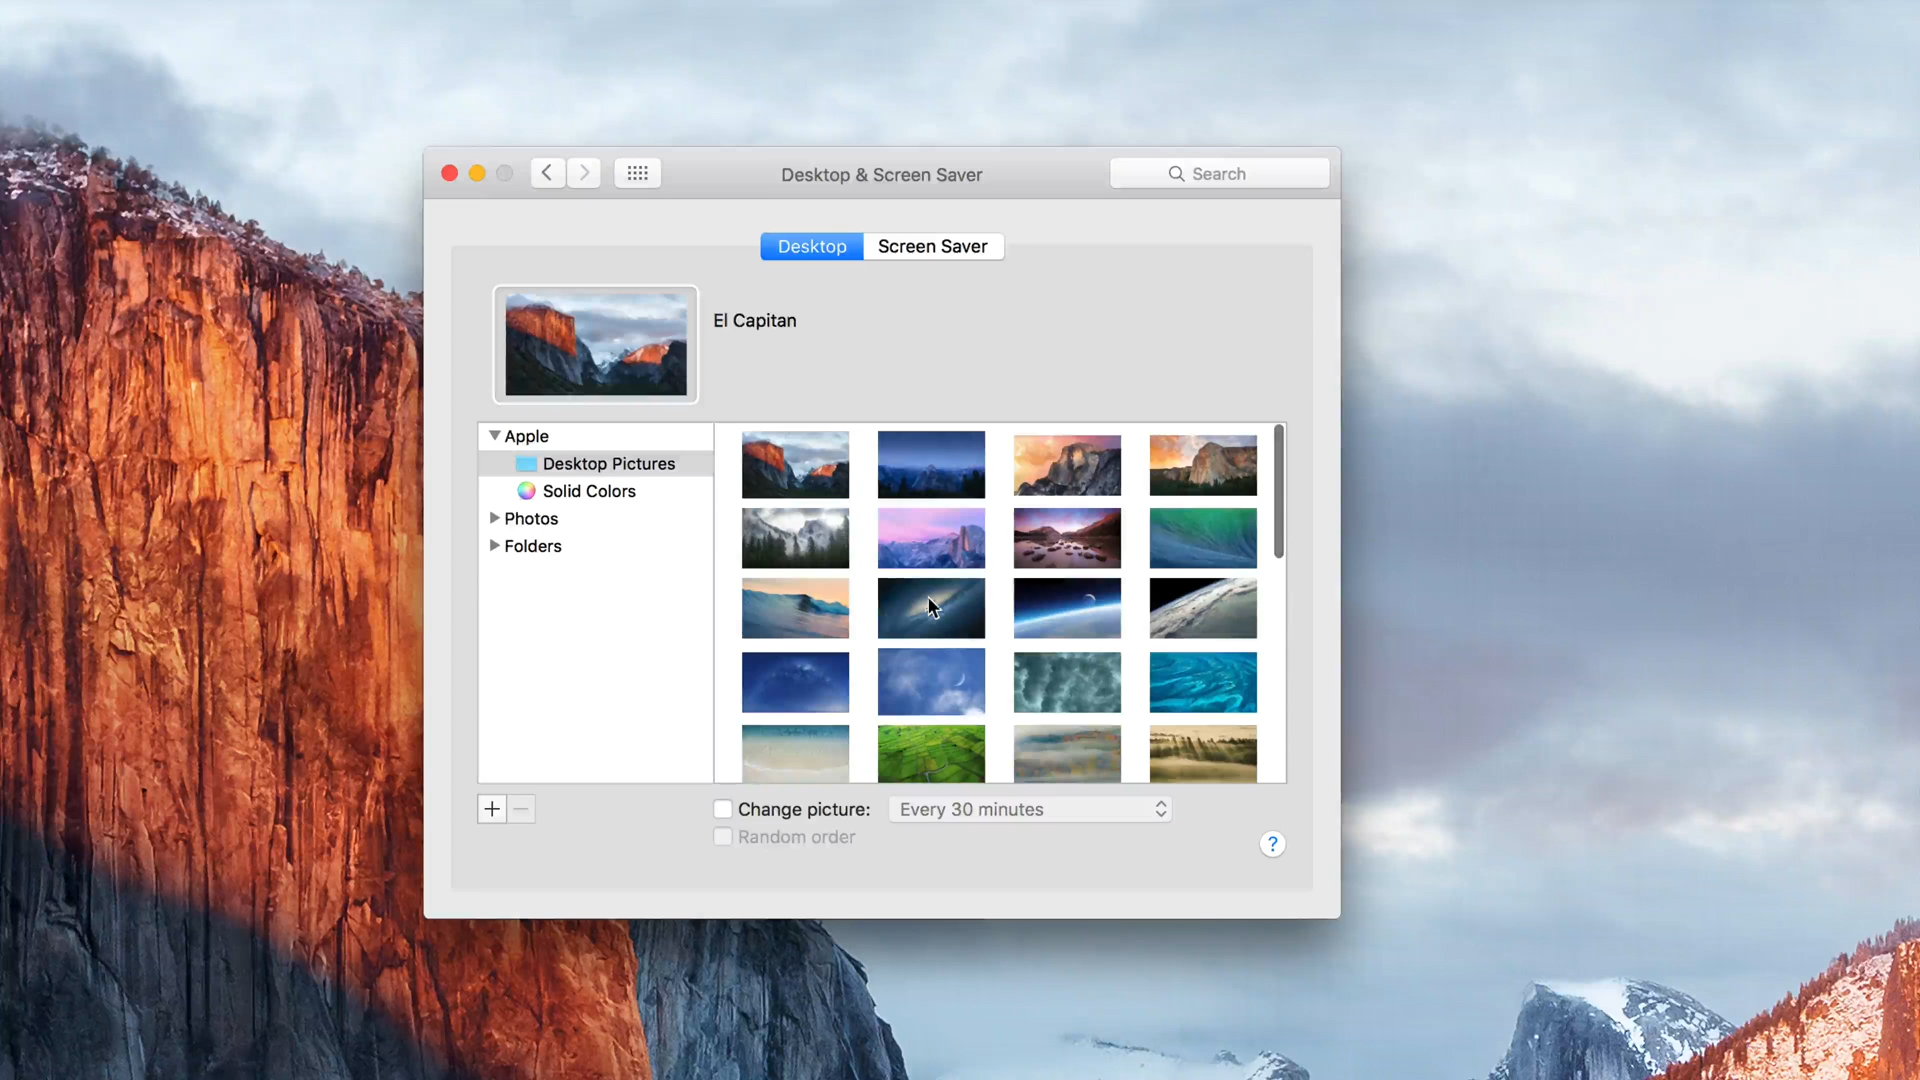 Desktop & Screen Saver
Search
Desktop
Screen Saver
El Capitan
Apple
Desktop Pictures
Solid Colors
Photos
Folders
Change picture:
Every 30 minutes
Random order
?